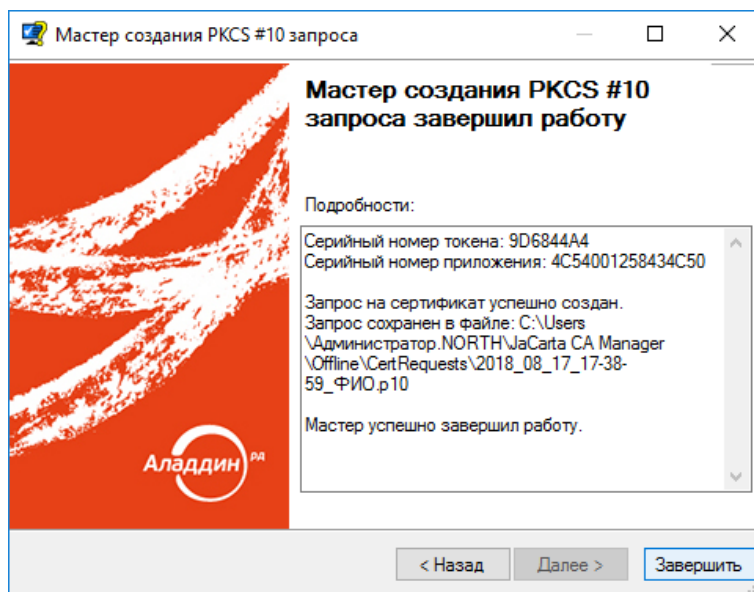 Мастер создания PKCS #10 запроса
Мастер создания PKCS #10
запроса завершил работу
Подробности:
Серийный номер токена: 9D6844A4
Серийный номер приложения: 4C54001258434C50
Запрос на сертификат успешно создан.
Запрос сохранен в файле: C:\Users
\Администратор.NORTH\JaCarta CA Manager
\Offline\CertRequests\2018_08_17_17-38-
59_ФИО.p10
Мастер успешно завершил работу.
Аладдин РД
< Назад
Далее >
Завершить